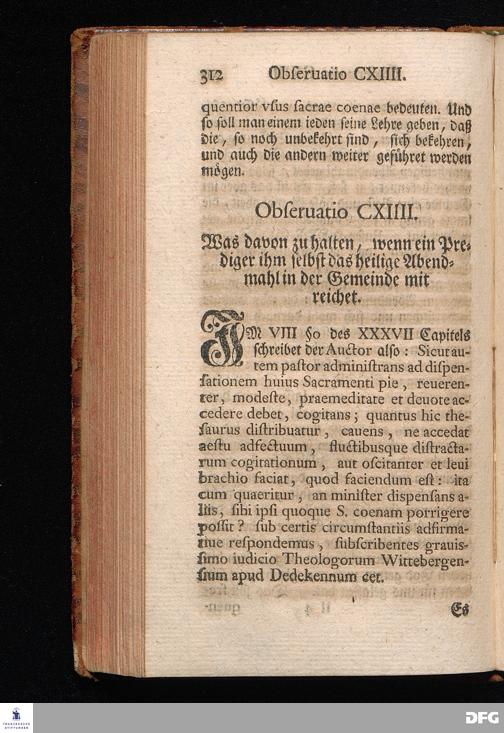 312 Obſeruatio CXIIII.
quentior vſus ſacrae coenae bedeuten. Und
ſo ſoll man einem ieden ſeine Lehre geben, daß
die, ſo noch unbekehrt ſind, ſich bekehren,
und auch die andern weiter geführet werden
mögen.
Obſeruatio CXIIII.
Was davon zu halten, wenn ein Pre-
diger ihm ſelbſt das heilige Abend-
mahl in der Gemeinde mit
reichet.
IM VIII §o des XXXVII Capitels
ſchreibet der Auctor alſo: Sicut au-
tem paſtor adminiſtrans ad diſpen-
ſationem huius Sacramenti pie, reueren-
ter, modeſte, praemeditate et deuote ac-
cedere debet, cogitans; quantus hic the-
ſaurus diſtribuatur, cauens, ne accedat
aeſtu adfectuum, fluctibusque diſtracta-
rum cogitationum, aut oſcitanter et leui
brachio faciat, quod faciendum eſt: ita
cum quaeritur, an miniſter diſpenſans a-
liis, ſibi ipſi quoque S. coenam porrigere
poſſit? ſub certis circumſtantiis adfirma-
tiue reſpondemus, ſubſcribentes grauiſ-
ſimo iudicio Theologorum Wittebergen-
ſium apud Dedekennum cet.
Es
FRANCKESCHE
STIFTUNGEN
DFG